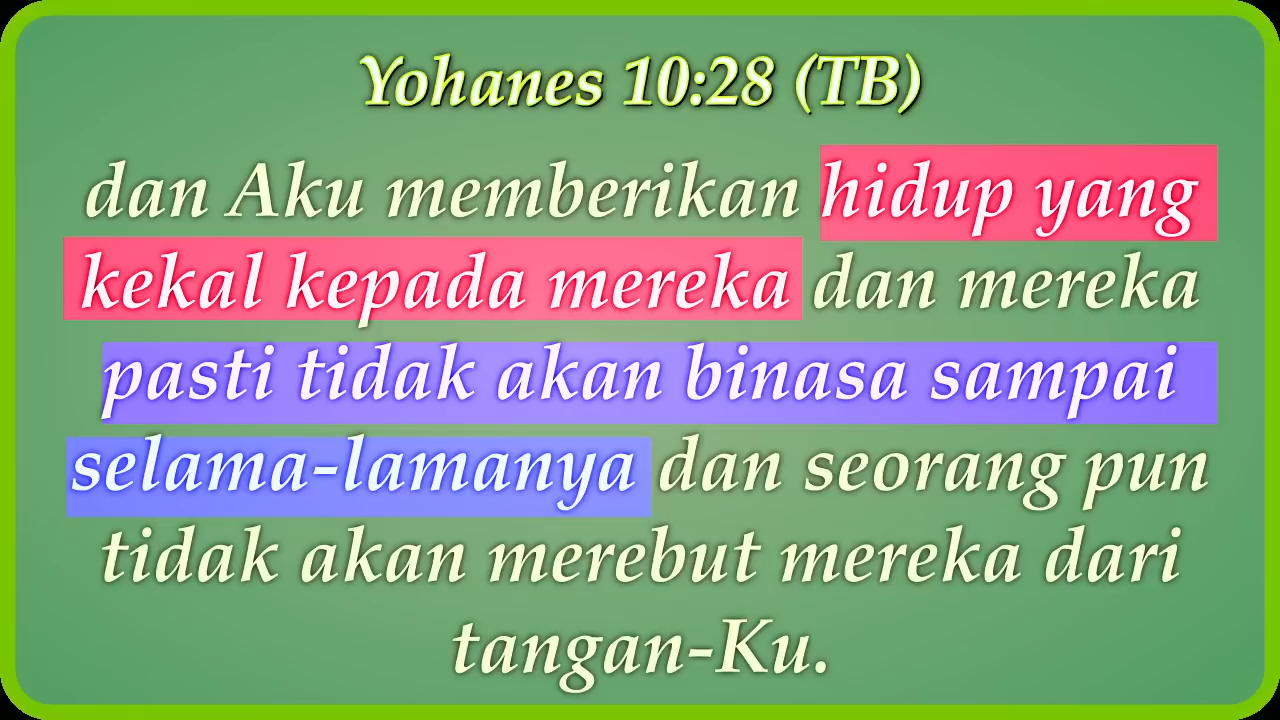 Yohanes 10:28 (TB)
dan Aku memberikan hidup yang
kekal kepada mereka dan mereka
pasti tidak akan binasa sampai
selama-lamanya dan seorang pun
tidak akan merebut mereka dari
tangan-Ku.